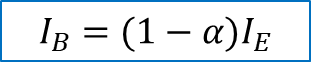 I_B = (1 − α)I_E